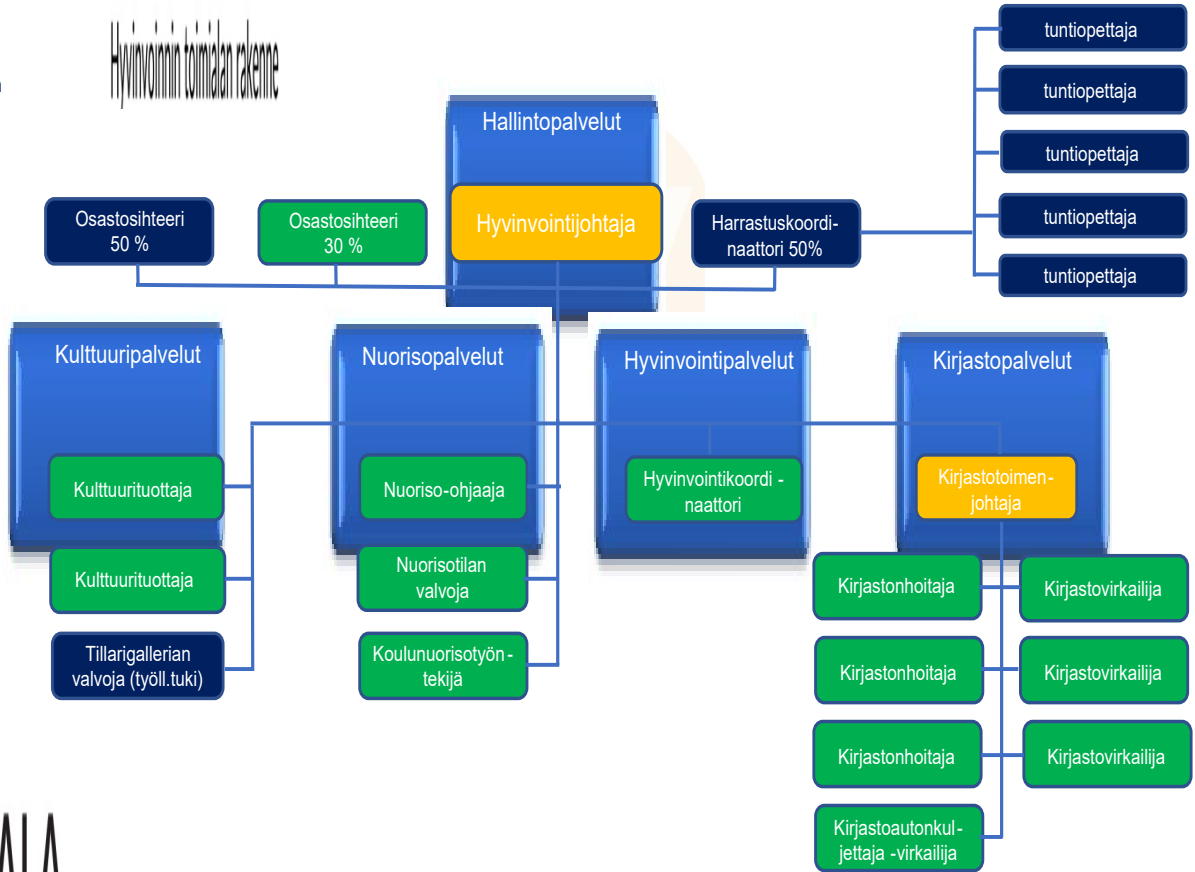 Hyvinvoinnin toimialan rakenne
Hallintopalvelut
Hyvinvointijohtaja
Osastosihteeri
50 %
Osastosihteeri
30 %
Harrastuskoordi-
naattori 50%
tuntiopettaja
tuntiopettaja
tuntiopettaja
tuntiopettaja
tuntiopettaja
Kulttuuripalvelut
Kulttuurituottaja
Kulttuurituottaja
Tillarigallerian
valvoja (työll.tuki)
Nuorisopalvelut
Nuoriso-ohjaaja
Nuorisotilan
valvoja
Koulunuorisotyön-
tekijä
Hyvinvointipalvelut
Hyvinvointikoordi -
naattori
Kirjastopalvelut
Kirjastotoimen-
johtaja
Kirjastonhoitaja
Kirjastovirkailija
Kirjastonhoitaja
Kirjastovirkailija
Kirjastonhoitaja
Kirjastovirkailija
Kirjastoautonkul-
jettaja -virkailija